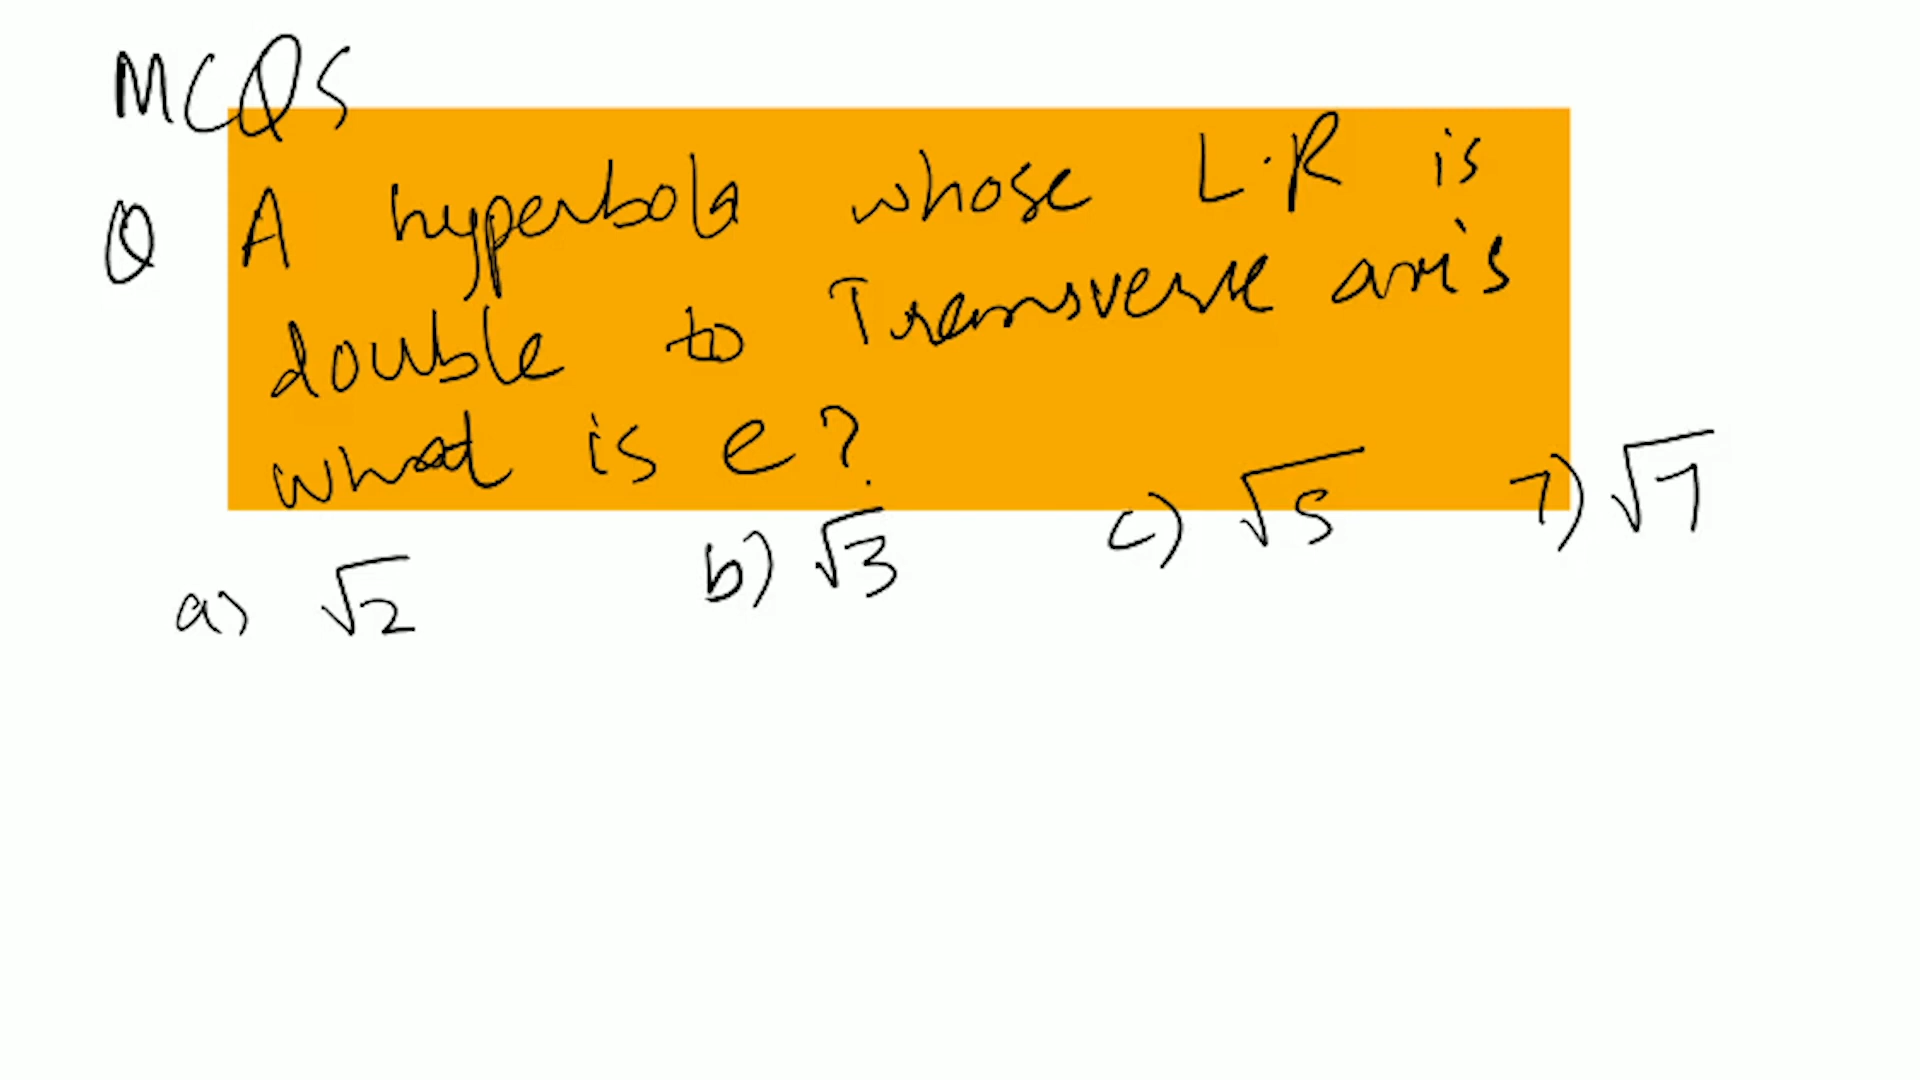 MCQS
Q A hyperbola whose L.R is
double to Transverse axis
what is e?
a) √2 b) √3 c) √5 7) √7